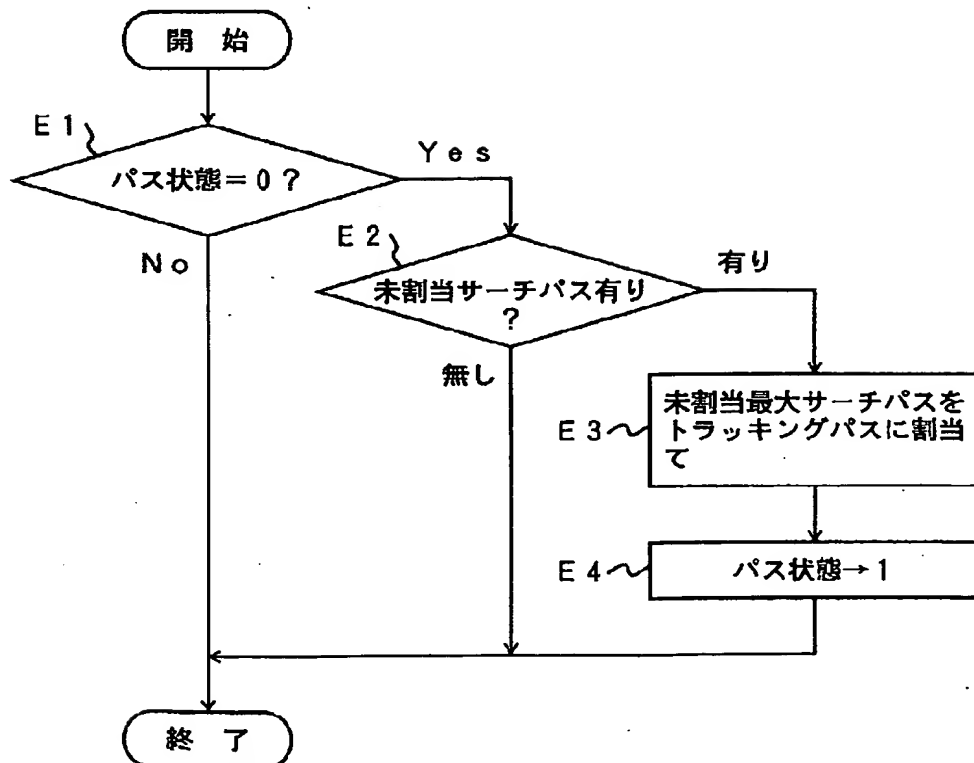 開始
E1
パス状態=0?
Yes
No
E2
未割当サーチパス有り
?
有り
無し
E3
未割当最大サーチパスを
トラッキングパスに割当
て
E4
パス状態→1
終了